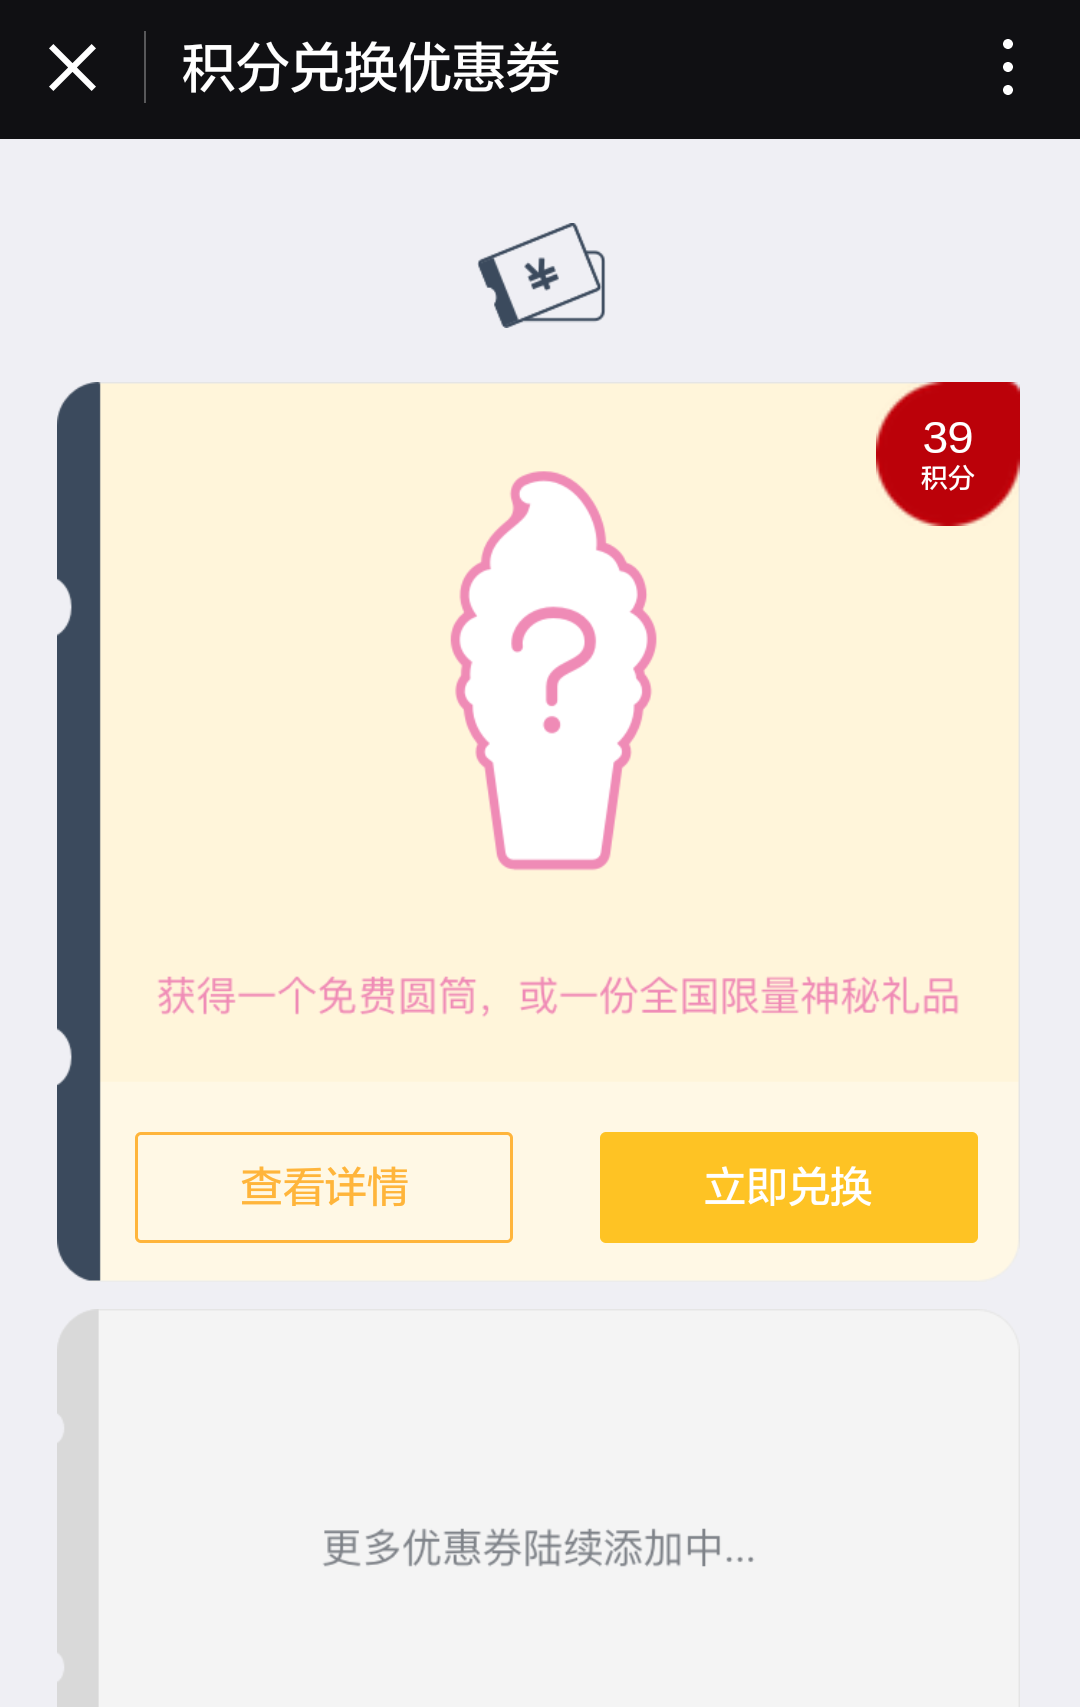 积分兑换优惠劵
¥
39
积分
?
获得一个免费圆筒，或一份全国限量神秘礼品
查看详情
立即兑换
更多优惠券陆续添加中...